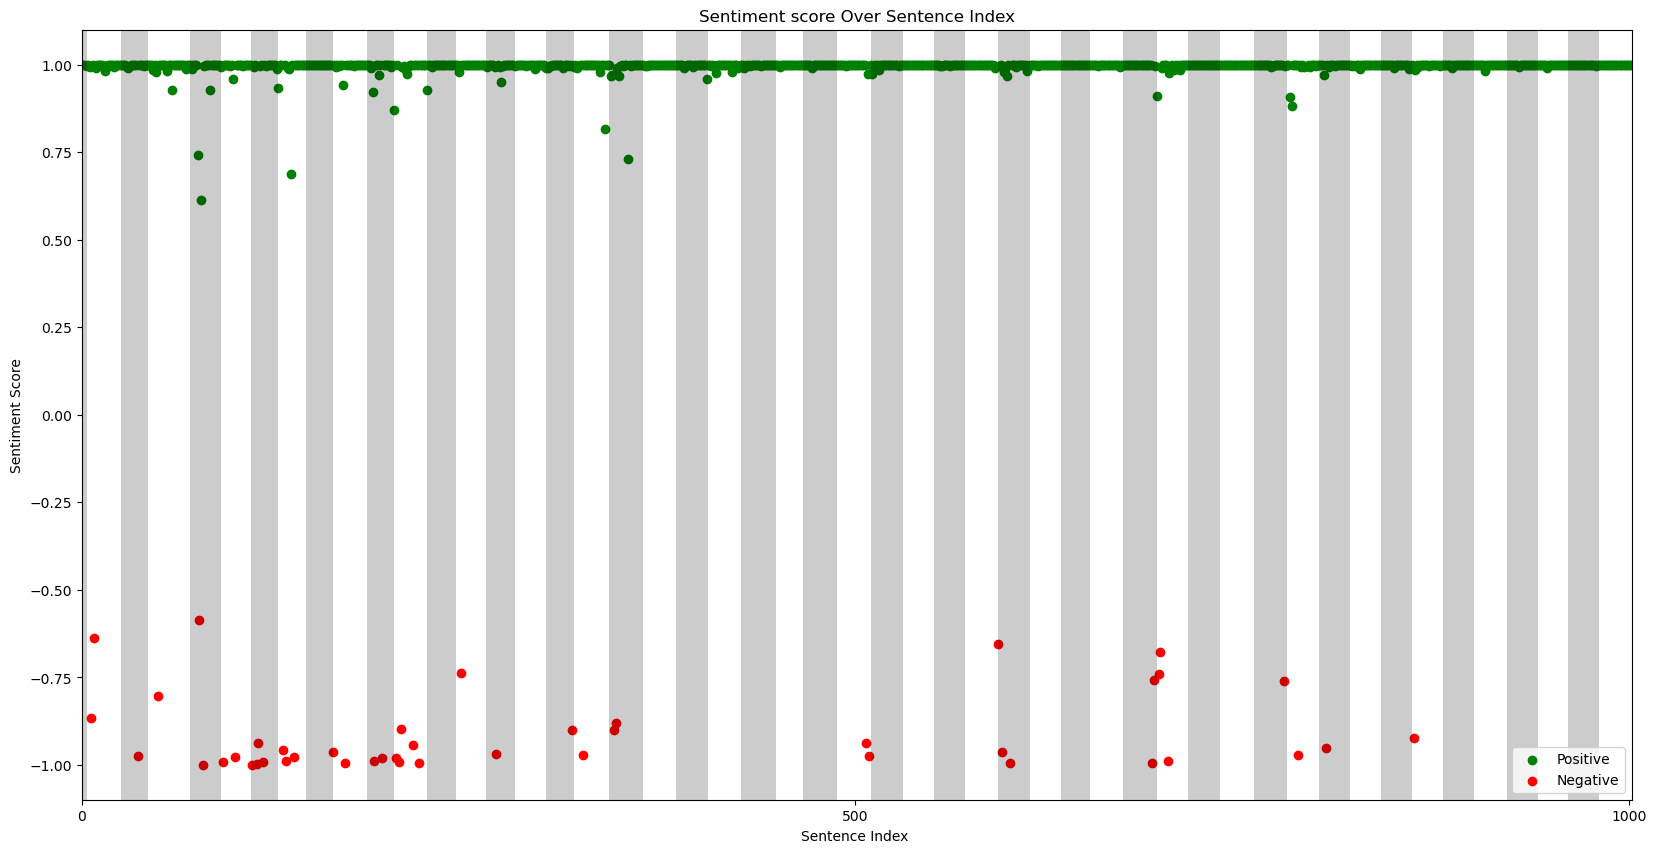 Sentiment score Over Sentence Index
1.00
0.75
0.50
0.25
0.00
−0.25
−0.50
−0.75
−1.00
Sentiment Score
0
500
1000
Sentence Index
Positive
Negative